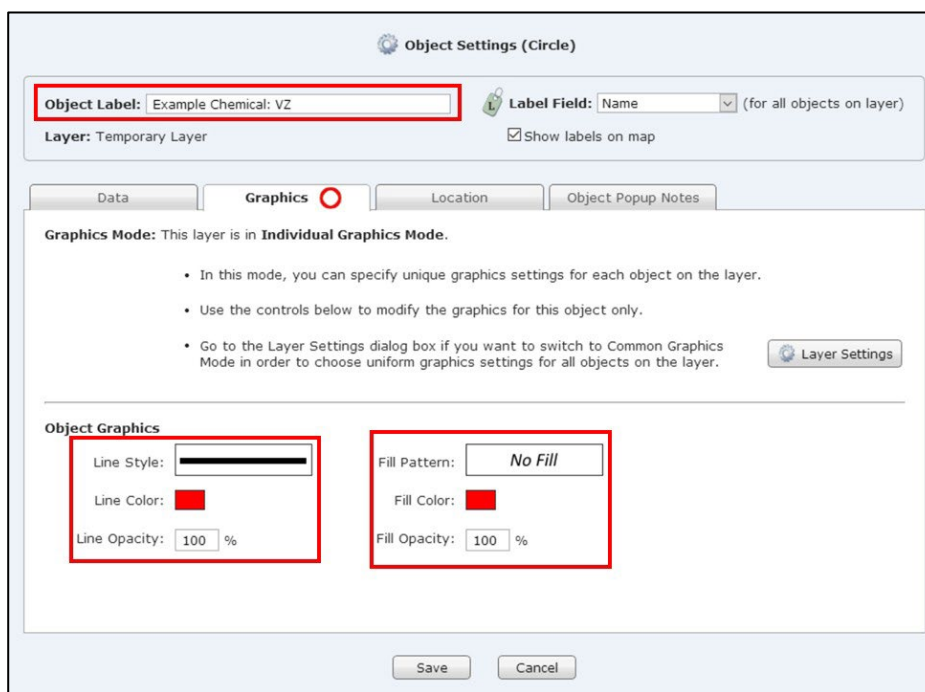 Object Settings (Circle)
Object Label: Example Chemical: VZ
L Label Field: Name (for all objects on layer)
Layer: Temporary Layer
Show labels on map
Data Graphics Location Object Popup Notes
Graphics Mode: This layer is in Individual Graphics Mode.
• In this mode, you can specify unique graphics settings for each object on the layer.
• Use the controls below to modify the graphics for this object only.
• Go to the Layer Settings dialog box if you want to switch to Common Graphics
Mode in order to choose uniform graphics settings for all objects on the layer.
Layer Settings
Object Graphics
Line Style:
Line Color:
Line Opacity: 100 %
Fill Pattern: No Fill
Fill Color:
Fill Opacity: 100 %
Save Cancel